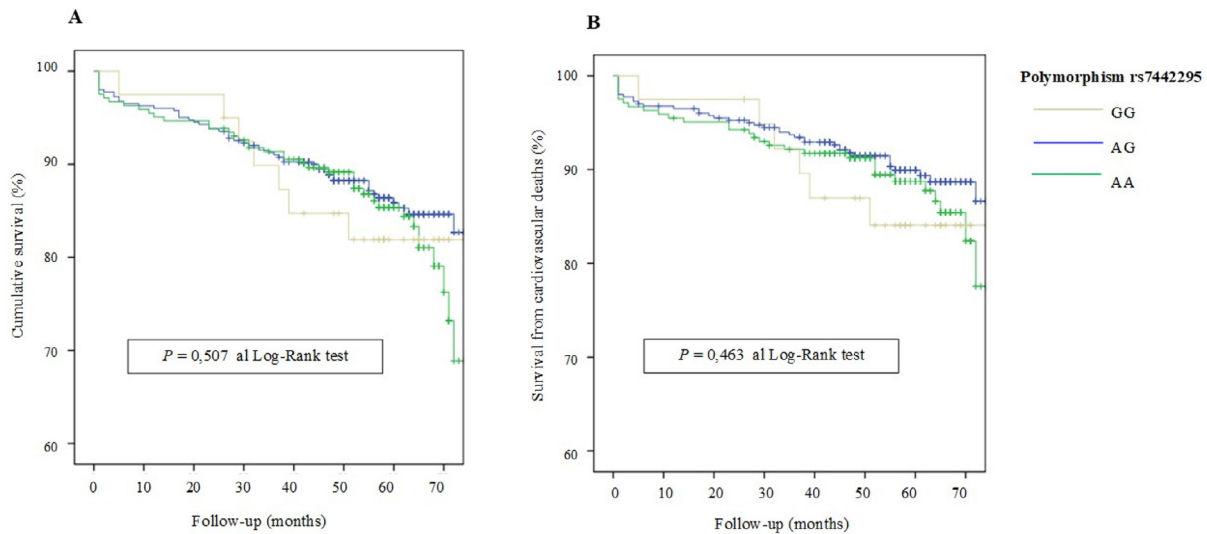 A
Cumulative survival (%)
100
90
80
70
60
P = 0,507 al Log-Rank test
0 10 20 30 40 50 60 70
Follow-up (months)
B
Survival from cardiovascular deaths (%)
100
90
80
70
60
P = 0,463 al Log-Rank test
0 10 20 30 40 50 60 70
Follow-up (months)
Polymorphism rs7442295
GG
AG
AA